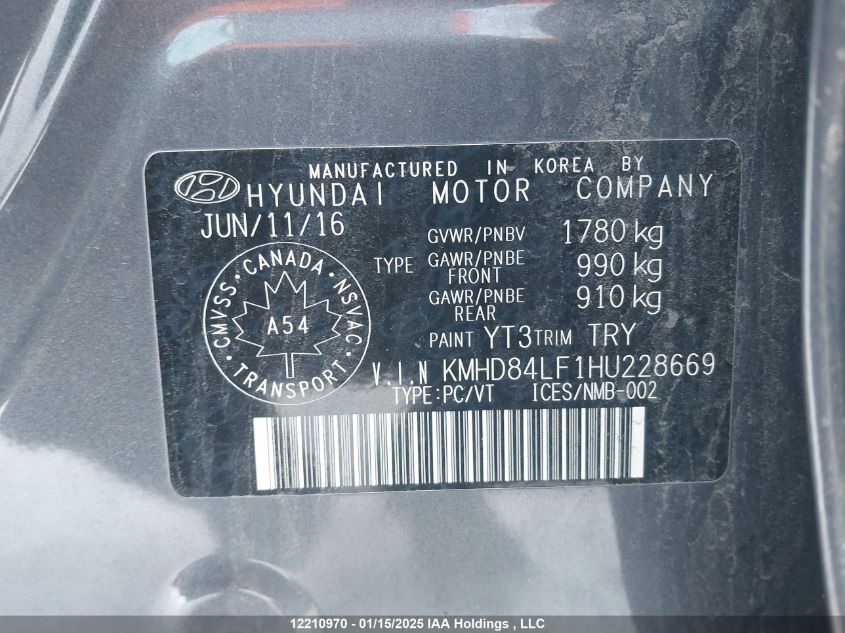 MANUFACTURED IN KOREA BY
HYUNDAI MOTOR COMPANY
JUN/11/16
GVWR/PNBV 1780 kg
TYPE GAWR/PNBE FRONT 990 kg
GAWR/PNBE REAR 910 kg
CMVSS · CANADA · NSVAC · TRANSPORT ·
A54
PAINT YT3 TRIM TRY
V.I.N KMHD84LF1HU228669
TYPE:PC/VT ICES/NMB-002
12210970 - 01/15/2025 IAA Holdings , LLC